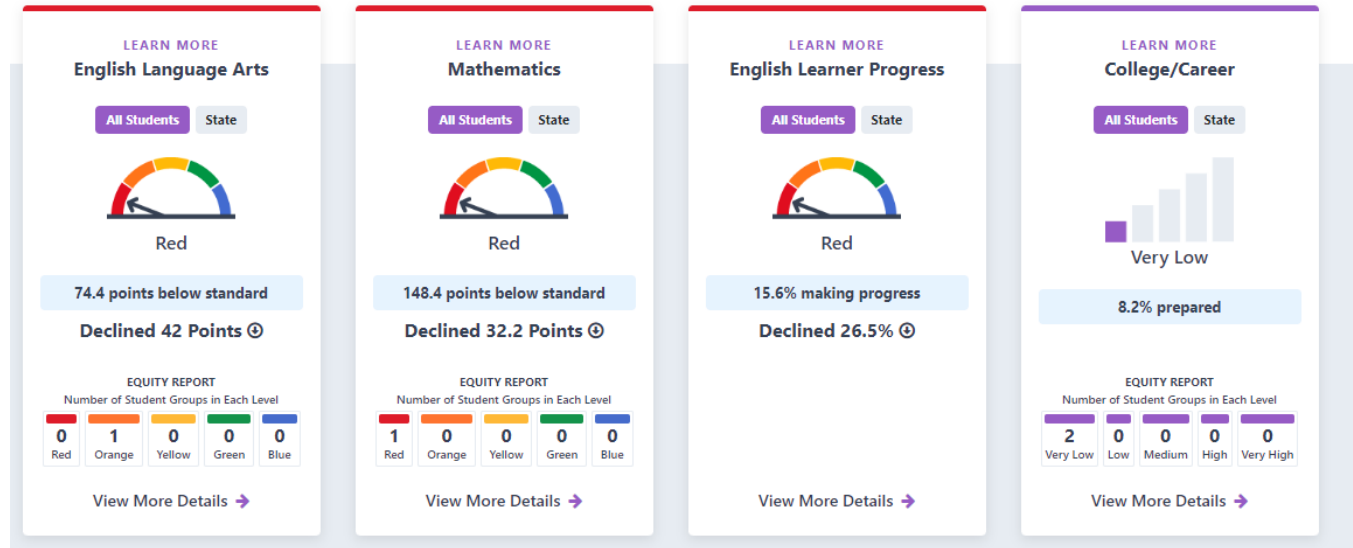 LEARN MORE
English Language Arts
All Students State
Red
74.4 points below standard
Declined 42 Points
EQUITY REPORT
Number of Student Groups in Each Level
0 1 0 0 0
Red Orange Yellow Green Blue
View More Details
LEARN MORE
Mathematics
All Students State
Red
148.4 points below standard
Declined 32.2 Points
EQUITY REPORT
Number of Student Groups in Each Level
1 0 0 0 0
Red Orange Yellow Green Blue
View More Details
LEARN MORE
English Learner Progress
All Students State
Red
15.6% making progress
Declined 26.5%
View More Details
LEARN MORE
College/Career
All Students State
Very Low
8.2% prepared
EQUITY REPORT
Number of Student Groups in Each Level
2 0 0 0 0
Very Low Low Medium High Very High
View More Details